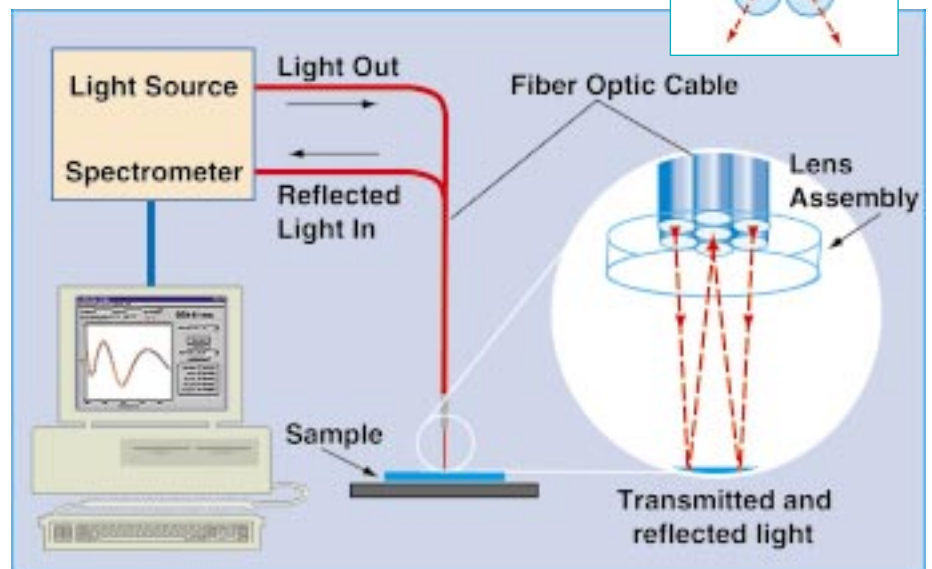 Light Source
Light Out
Fiber Optic Cable
Spectrometer
Reflected
Light In
Lens
Assembly
Sample
Transmitted and
reflected light